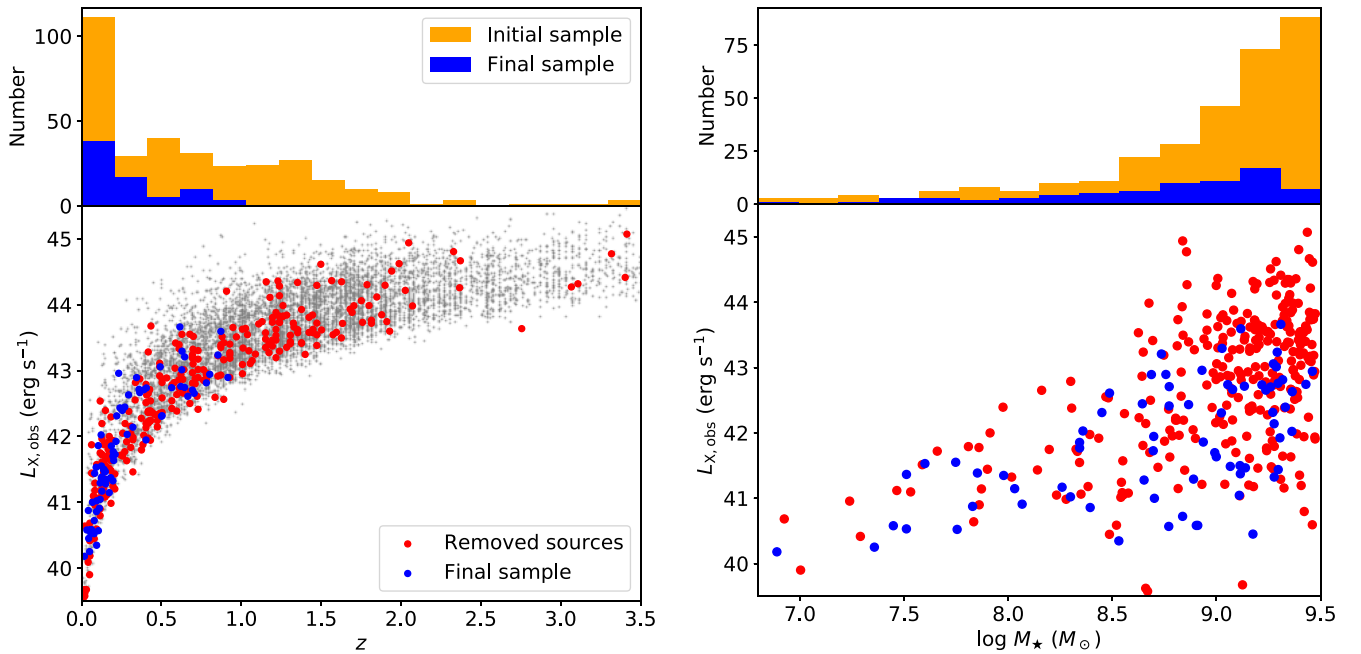 Number
100
50
0
Initial sample
Final sample
L_X,obs (erg s⁻¹)
45
44
43
42
41
40
Removed sources
Final sample
0.0 0.5 1.0 1.5 2.0 2.5 3.0 3.5
z
Number
75
50
25
0
L_X,obs (erg s⁻¹)
45
44
43
42
41
40
7.0 7.5 8.0 8.5 9.0 9.5
log M★ (M⊙)